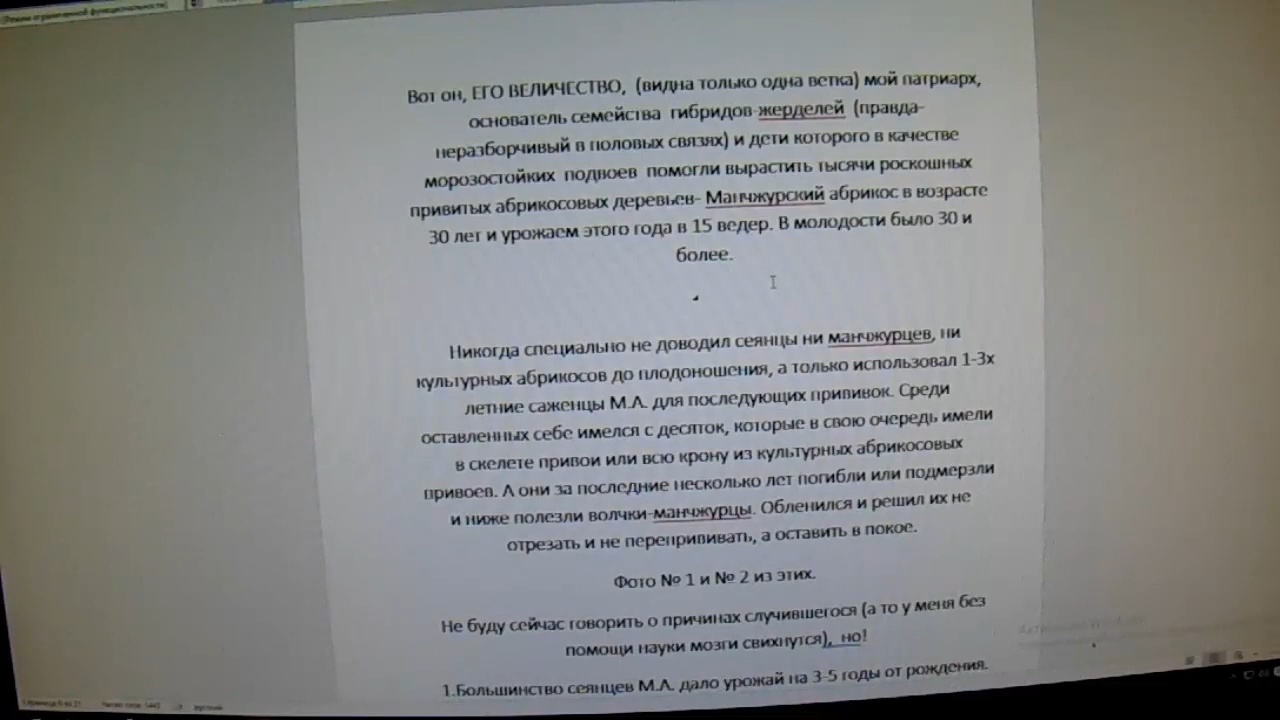 [Режим ограниченной функциональности]
Вот он, ЕГО ВЕЛИЧЕСТВО, (видна только одна ветка) мой патриарх,
основатель семейства гибридов-жерделей (правда-
неразборчивый в половых связях) и дети которого в качестве
морозостойких подвоев помогли вырастить тысячи роскошных
привитых абрикосовых деревьев- Манчжурский абрикос в возрасте
30 лет и урожаем этого года в 15 ведер. В молодости было 30 и
более.
Никогда специально не доводил сеянцы ни манчжурцев, ни
культурных абрикосов до плодоношения, а только использовал 1-3х
летние саженцы М.А. для последующих прививок. Среди
оставленных себе имелся с десяток, которые в свою очередь имели
в скелете привои или всю крону из культурных абрикосовых
привоев. А они за последние несколько лет погибли или подмерзли
и ниже полезли волчки-манчжурцы. Обленился и решил их не
отрезать и не перепрививать, а оставить в покое.
Фото № 1 и № 2 из этих.
Не буду сейчас говорить о причинах случившегося (а то у меня без
помощи науки мозги свихнутся), но!
1.Большинство сеянцев М.А. дало урожай на 3-5 годы от рождения.
русский